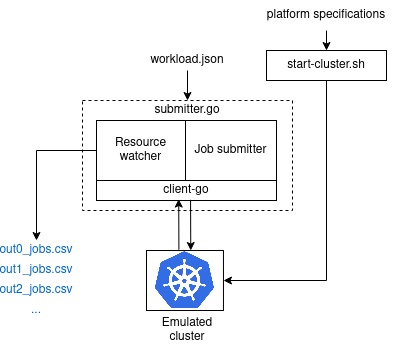 platform specifications
workload.json
start-cluster.sh
submitter.go
Resource
watcher
Job submitter
client-go
out0_jobs.csv
out1_jobs.csv
out2_jobs.csv
...
Emulated
cluster